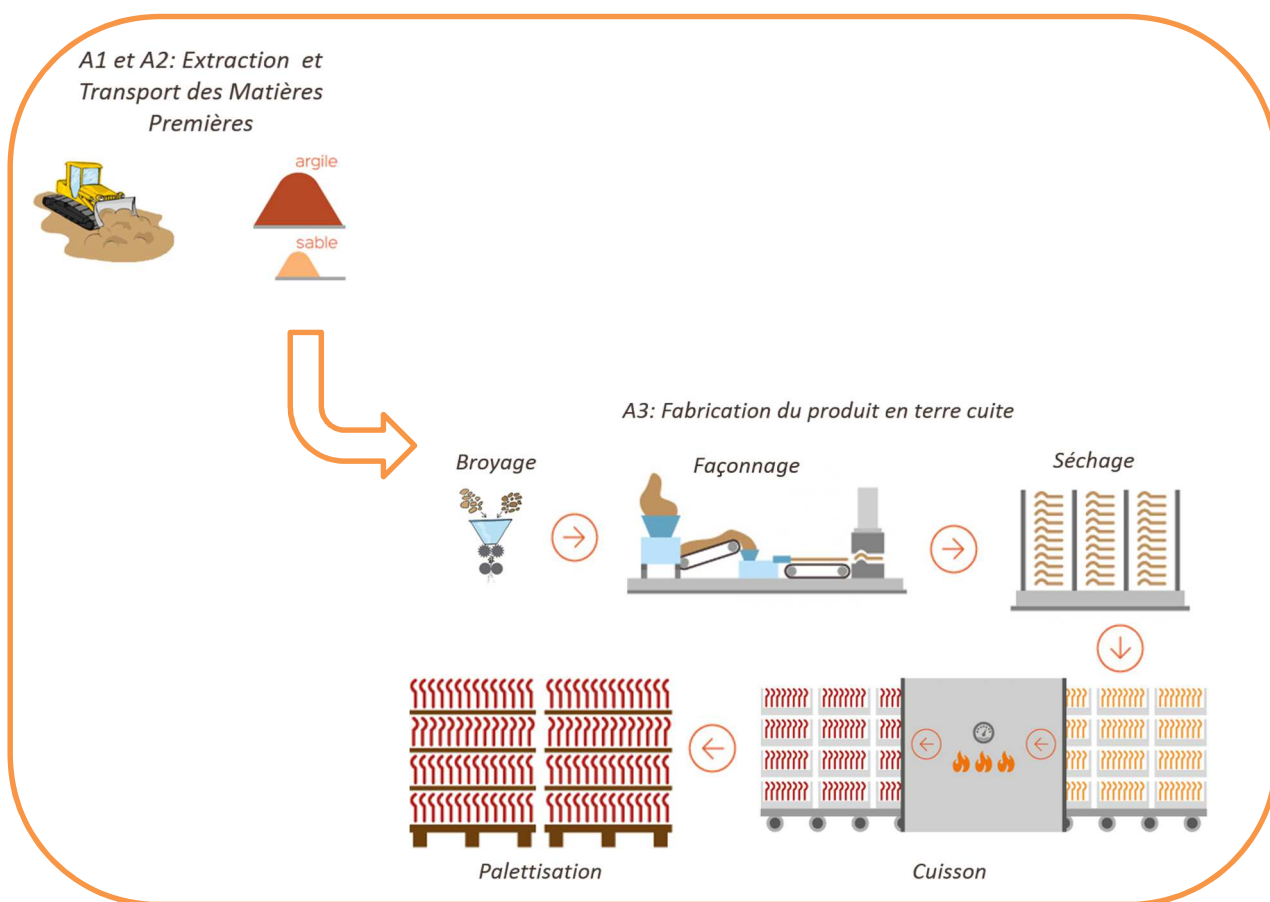 A1 et A2: Extraction et
Transport des Matières
Premières
argile
sable
A3: Fabrication du produit en terre cuite
Broyage
Façonnage
Séchage
Palettisation
Cuisson